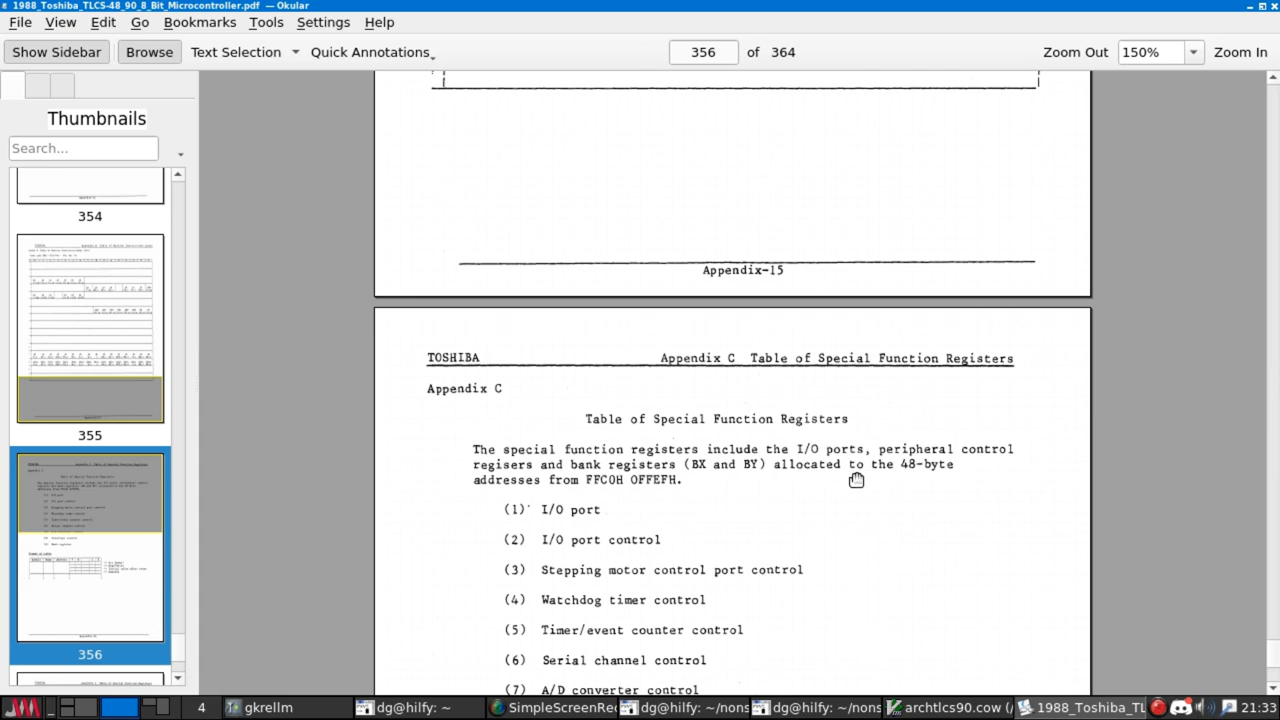 1988_Toshiba_TLCS-48_90_8_Bit_Microcontroller.pdf — Okular
File View Edit Go Bookmarks Tools Settings Help
Show Sidebar Browse Text Selection Quick Annotations 356 of 364 Zoom Out 150% Zoom In
Thumbnails
Search...
354
355
356
Appendix-15
TOSHIBA Appendix C Table of Special Function Registers
Appendix C
Table of Special Function Registers
The special function registers include the I/O ports, peripheral control
regisers and bank registers (BX and BY) allocated to the 48-byte
addresses from FFC0H 0FFEFH.
(1) I/O port
(2) I/O port control
(3) Stepping motor control port control
(4) Watchdog timer control
(5) Timer/event counter control
(6) Serial channel control
(7) A/D converter control
4 gkrellm dg@hilfy: ~ SimpleScreenRec dg@hilfy: ~/nons dg@hilfy: ~/nons archtlcs90.cow (/ 1988_Toshiba_TL 21:33